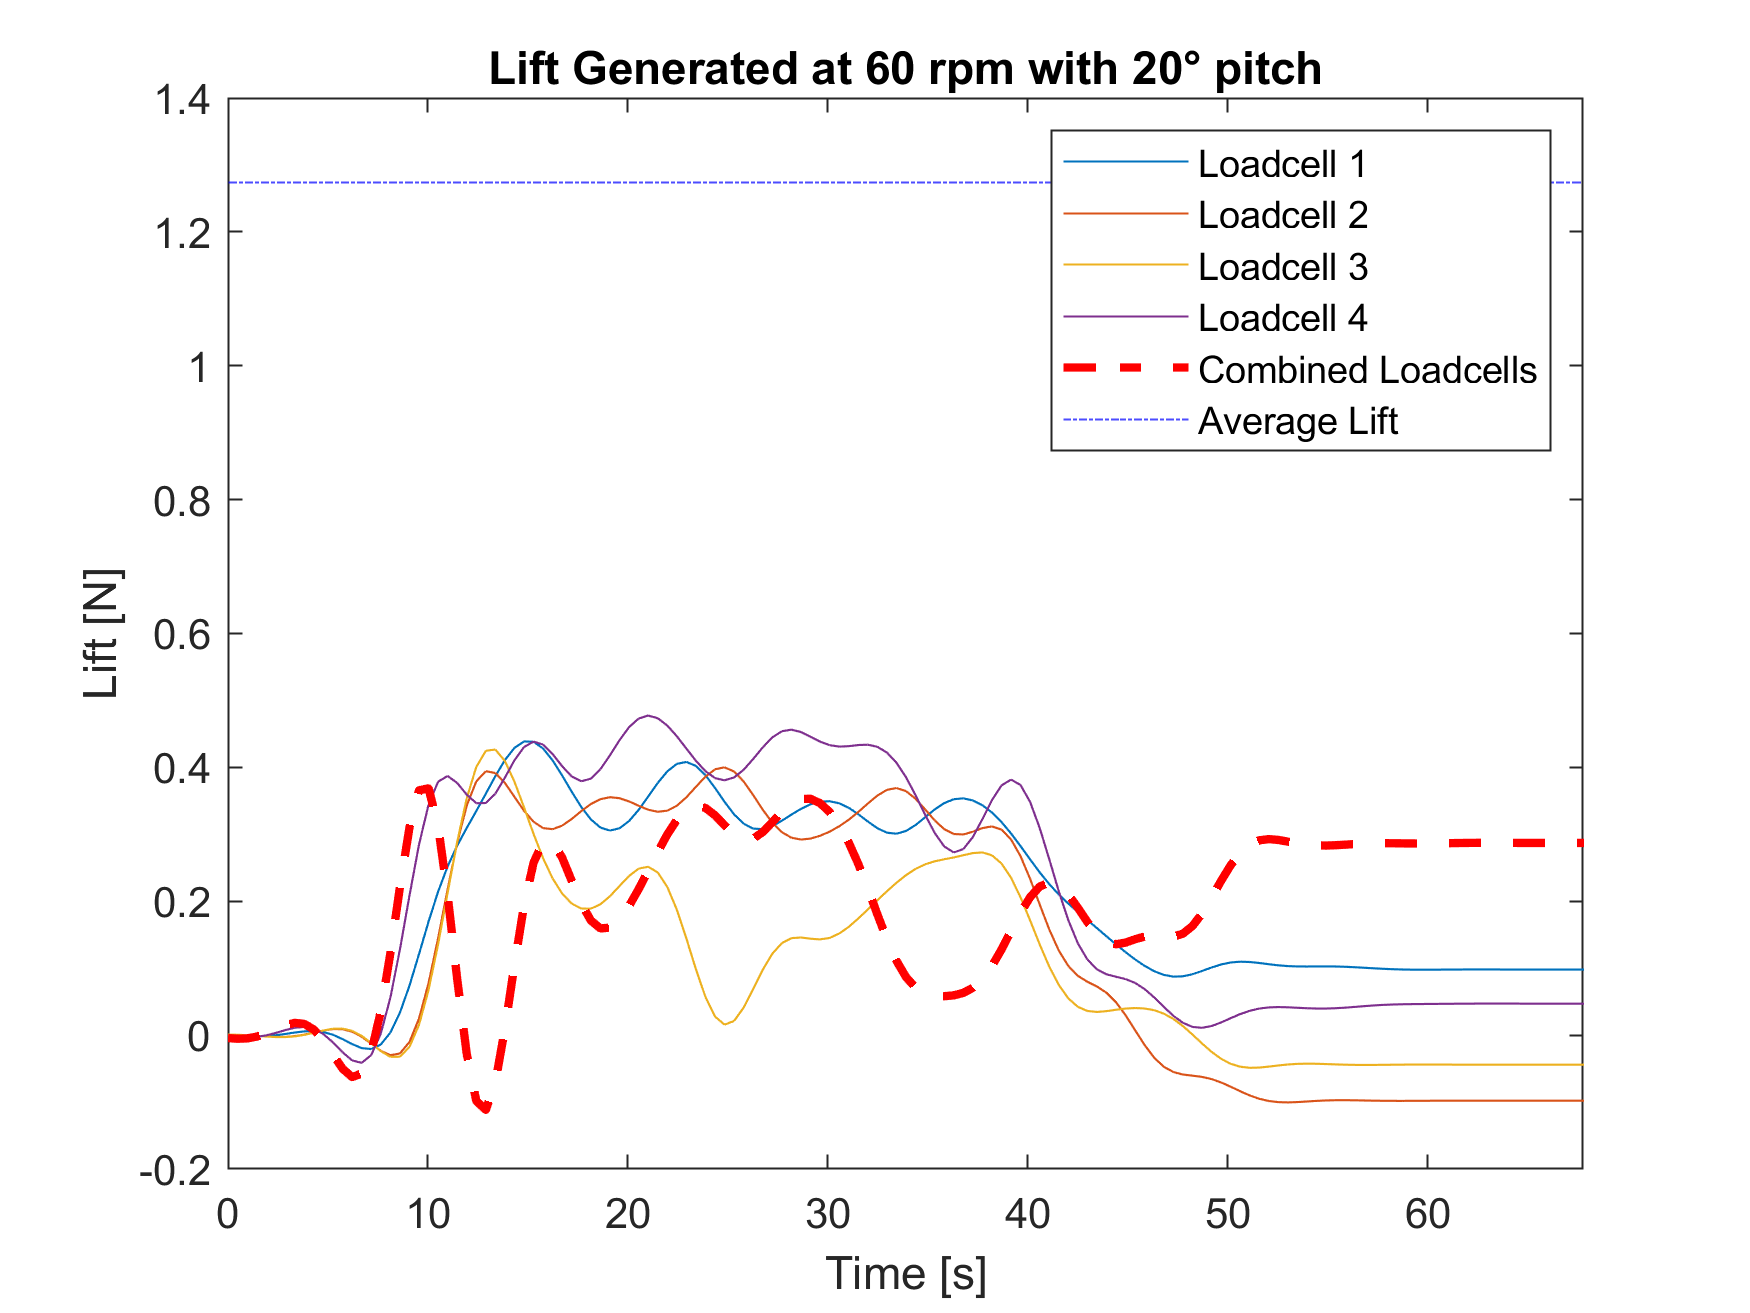 Lift Generated at 60 rpm with 20° pitch
1.4
1.2
1
0.8
0.6
0.4
0.2
0
-0.2
Lift [N]
Loadcell 1
Loadcell 2
Loadcell 3
Loadcell 4
Combined Loadcells
Average Lift
0 10 20 30 40 50 60
Time [s]